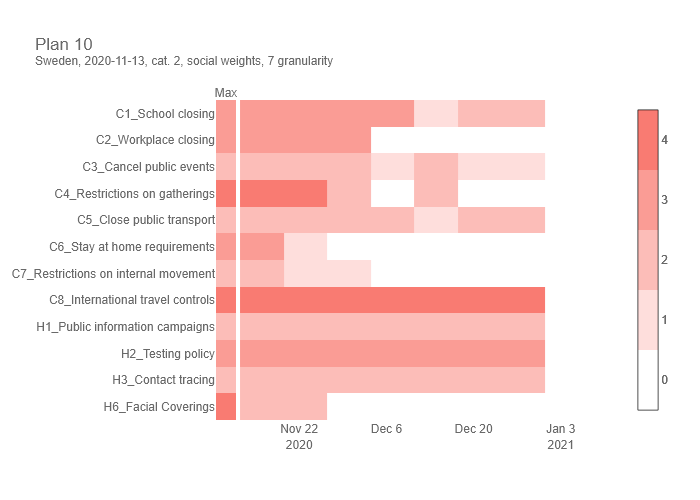 Plan 10
Sweden, 2020-11-13, cat. 2, social weights, 7 granularity
Max
C1_School closing
C2_Workplace closing
C3_Cancel public events
C4_Restrictions on gatherings
C5_Close public transport
C6_Stay at home requirements
C7_Restrictions on internal movement
C8_International travel controls
H1_Public information campaigns
H2_Testing policy
H3_Contact tracing
H6_Facial Coverings
Nov 22
2020
Dec 6
Dec 20
Jan 3
2021
4
3
2
1
0